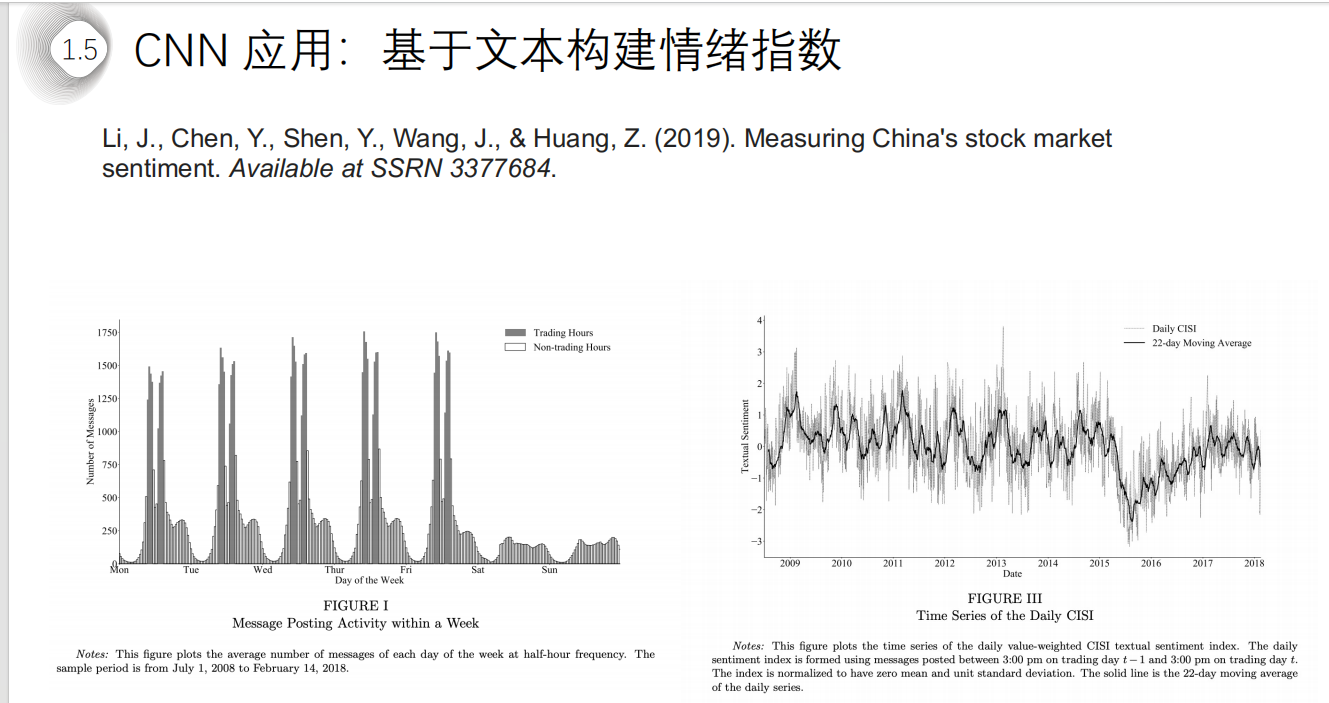 1.5
CNN 应用：基于文本构建情绪指数
Li, J., Chen, Y., Shen, Y., Wang, J., & Huang, Z. (2019). Measuring China's stock market
sentiment. Available at SSRN 3377684.
1750
1500
1250
1000
750
500
250
0
Number of Messages
Trading Hours
Non-trading Hours
Mon Tue Wed Thur Fri Sat Sun
Day of the Week
FIGURE I
Message Posting Activity within a Week
Notes: This figure plots the average number of messages of each day of the week at half-hour frequency. The
sample period is from July 1, 2008 to February 14, 2018.
4
3
2
1
0
−1
−2
−3
Textual Sentiment
Daily CISI
22-day Moving Average
2009 2010 2011 2012 2013 2014 2015 2016 2017 2018
Date
FIGURE III
Time Series of the Daily CISI
Notes: This figure plots the time series of the daily value-weighted CISI textual sentiment index. The daily
sentiment index is formed using messages posted between 3:00 pm on trading day t − 1 and 3:00 pm on trading day t.
The index is normalized to have zero mean and unit standard deviation. The solid line is the 22-day moving average
of the daily series.